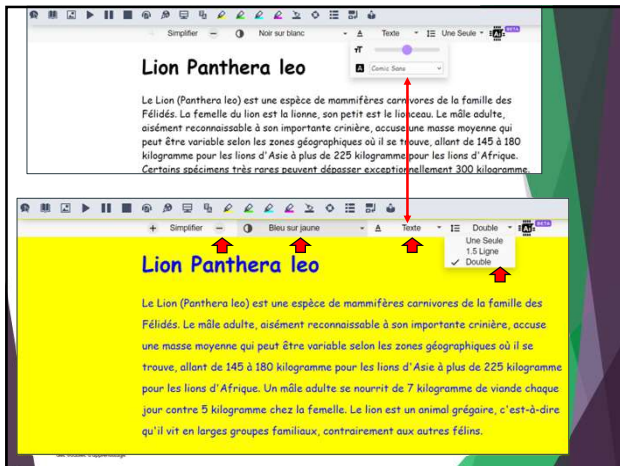 Simplifier Noir sur blanc Texte Une Seule BETA
Comic Sans
Lion Panthera leo
Le Lion (Panthera leo) est une espèce de mammifères carnivores de la famille des
Félidés. La femelle du lion est la lionne, son petit est le lionceau. Le mâle adulte,
aisément reconnaissable à son importante crinière, accuse une masse moyenne qui
peut être variable selon les zones géographiques où il se trouve, allant de 145 à 180
kilogramme pour les lions d'Asie à plus de 225 kilogramme pour les lions d'Afrique.
Certains spécimens très rares peuvent dépasser exceptionnellement 300 kilogramme.
+ Simplifier – Bleu sur jaune A Texte Double BETA
Une Seule
1.5 Ligne
✓ Double
Lion Panthera leo
Le Lion (Panthera leo) est une espèce de mammifères carnivores de la famille des
Félidés. Le mâle adulte, aisément reconnaissable à son importante crinière, accuse
une masse moyenne qui peut être variable selon les zones géographiques où il se
trouve, allant de 145 à 180 kilogramme pour les lions d'Asie à plus de 225 kilogramme
pour les lions d'Afrique. Un mâle adulte se nourrit de 7 kilogramme de viande chaque
jour contre 5 kilogramme chez la femelle. Le lion est un animal grégaire, c'est-à-dire
qu'il vit en larges groupes familiaux, contrairement aux autres félins.
des troubles d'apprentissage